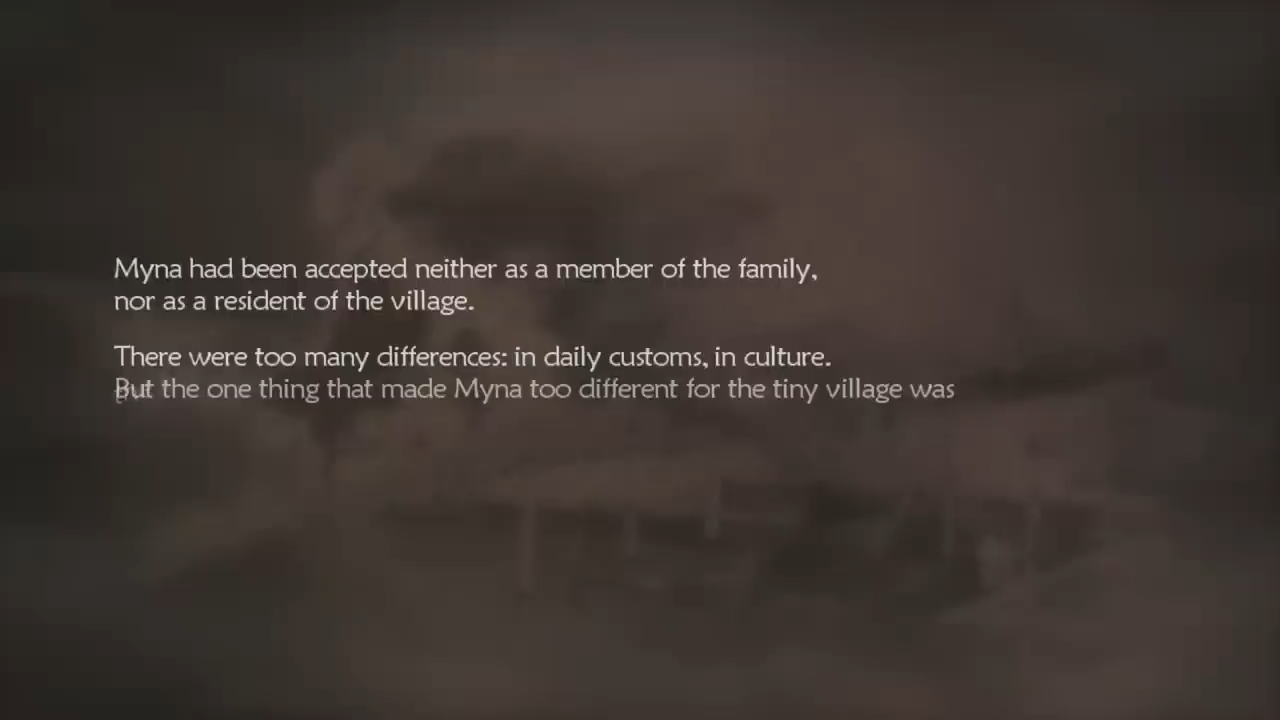 Myna had been accepted neither as a member of the family,
nor as a resident of the village.
There were too many differences: in daily customs, in culture.
But the one thing that made Myna too different for the tiny village was